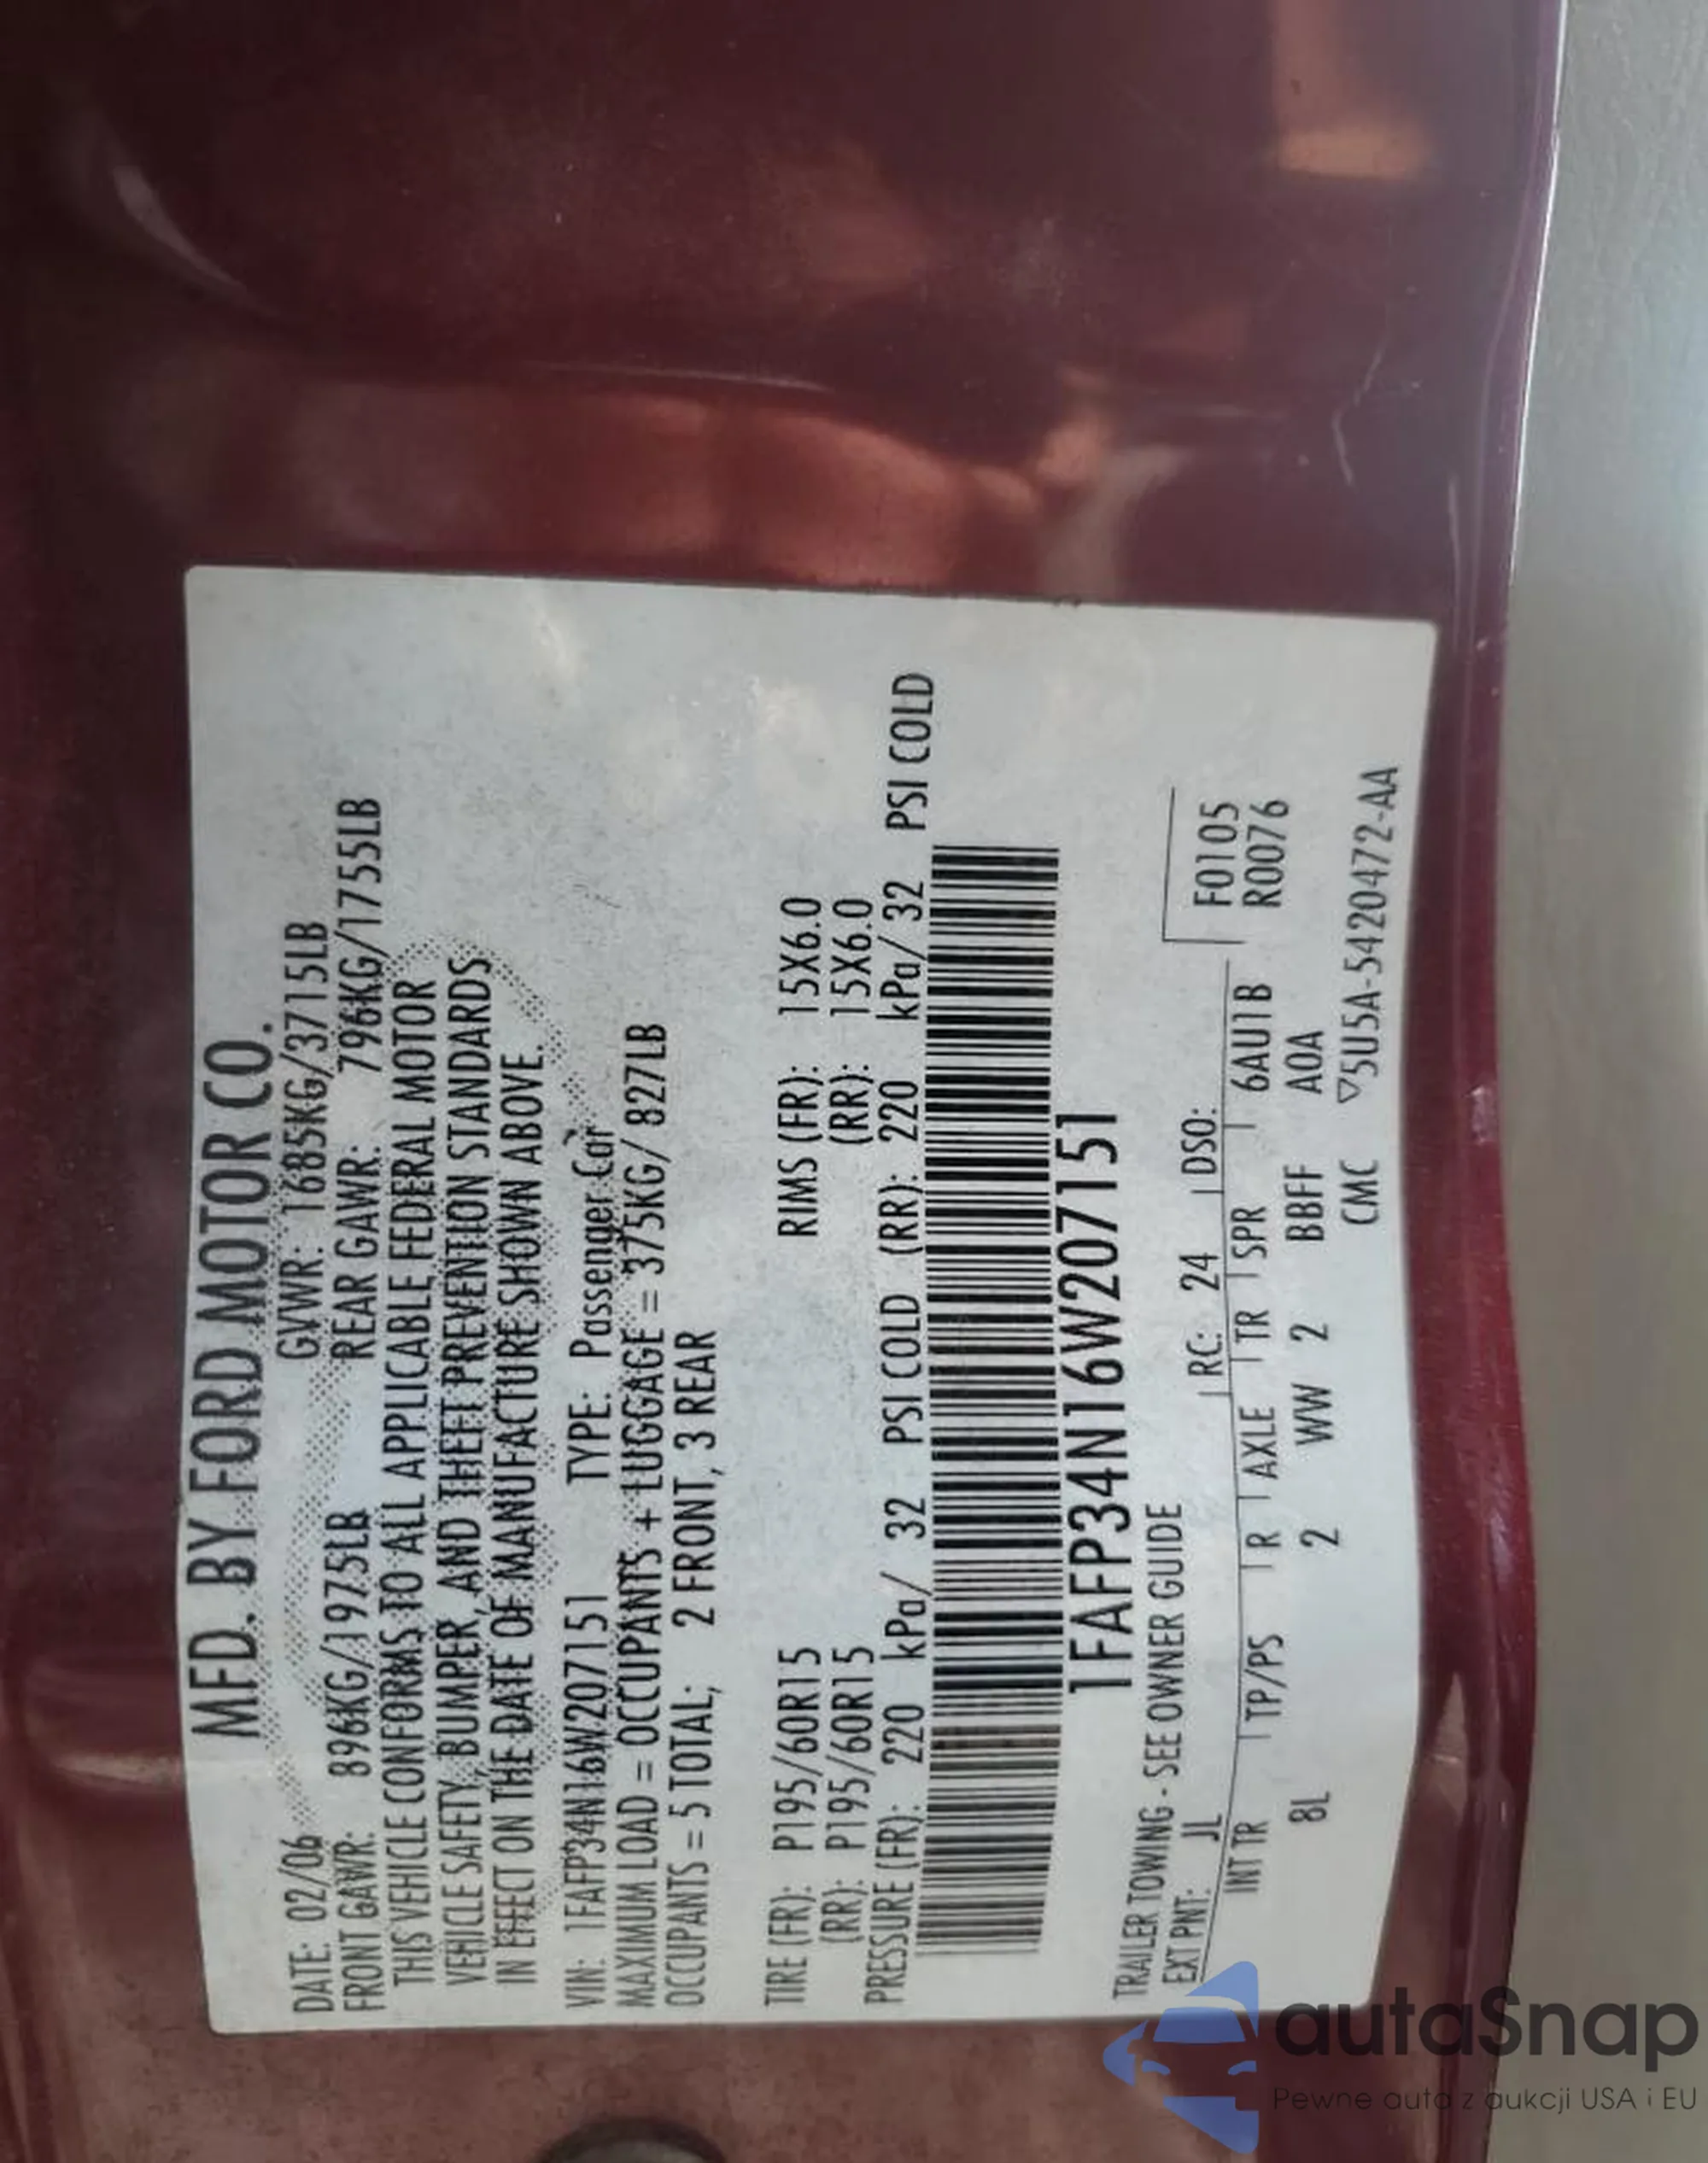 MFD. BY FORD MOTOR CO.
DATE: 02/06 GVWR: 1685KG/3715LB
FRONT GAWR: 896KG/1975LB REAR GAWR: 796KG/1755LB
THIS VEHICLE CONFORMS TO ALL APPLICABLE FEDERAL MOTOR
VEHICLE SAFETY, BUMPER, AND THEFT PREVENTION STANDARDS
IN EFFECT ON THE DATE OF MANUFACTURE SHOWN ABOVE.
VIN: 1FAFP34N16W207151 TYPE: Passenger Car
MAXIMUM LOAD = OCCUPANTS + LUGGAGE = 375KG/ 827LB
OCCUPANTS = 5 TOTAL; 2 FRONT, 3 REAR
TIRE (FR): P195/60R15 RIMS (FR): 15X6.0
(RR): P195/60R15 (RR): 15X6.0
PRESSURE (FR): 220 kPa/ 32 PSI COLD (RR): 220 kPa/ 32 PSI COLD
1FAFP34N16W207151
TRAILER TOWING - SEE OWNER GUIDE
EXT PNT: JL RC: 24 DSO: F0105
INT TR TP/PS R AXLE TR SPR 6AU1B R0076
8L 2 WW 2 BBFF AOA
CMC ▽5U5A-5420472-AA
autaSnap
Pewne auta z aukcji USA i EU